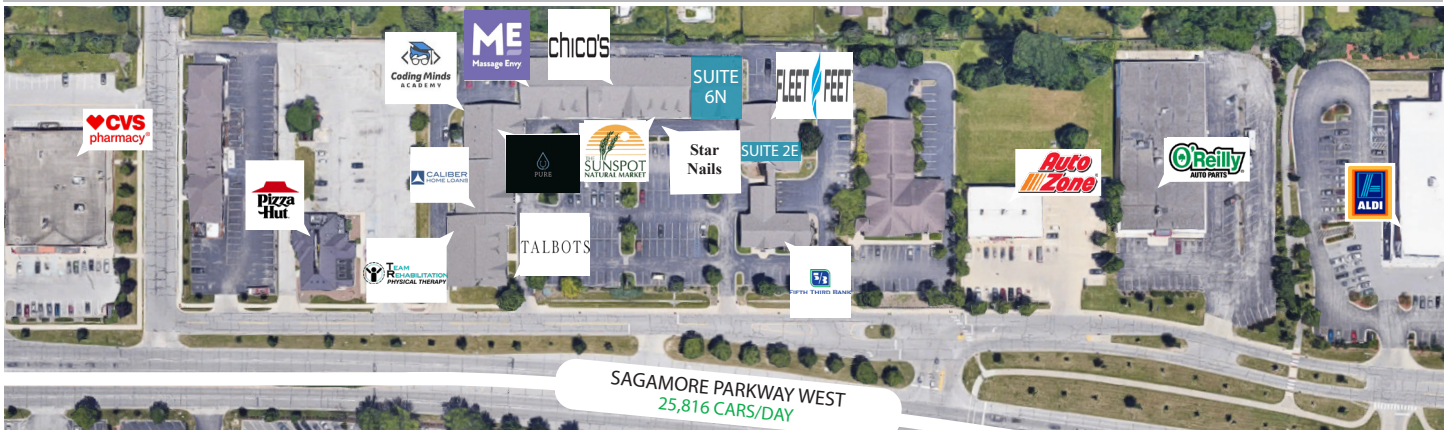 CVS
pharmacy®
Pizza
Hut
Coding Minds
ACADEMY
ME
Massage Envy
chico's
SUITE
6N
FLEET FEET
CALIBER
HOME LOANS
PURE
THE
SUNSPOT
NATURAL MARKET
Star
Nails
SUITE 2E
TEAM
REHABILITATION
PHYSICAL THERAPY
TALBOTS
FIFTH THIRD BANK
Auto
Zone
O'Reilly
AUTO PARTS
ALDI
SAGAMORE PARKWAY WEST
25,816 CARS/DAY